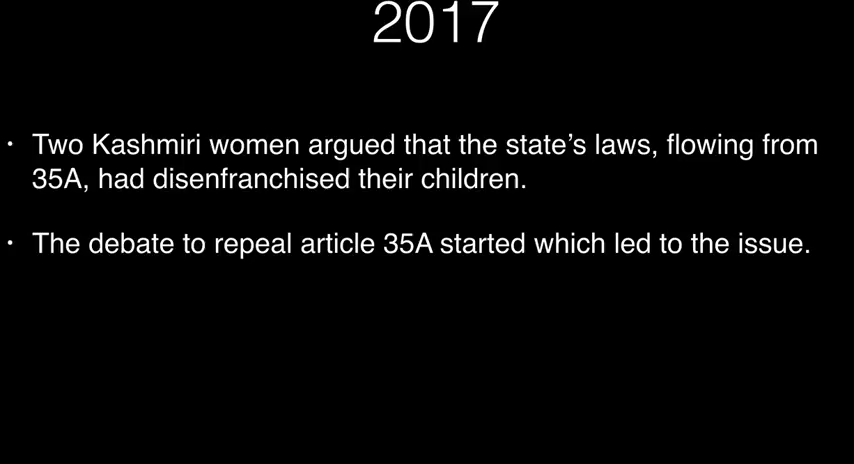 2017
• Two Kashmiri women argued that the state’s laws, flowing from
35A, had disenfranchised their children.
• The debate to repeal article 35A started which led to the issue.